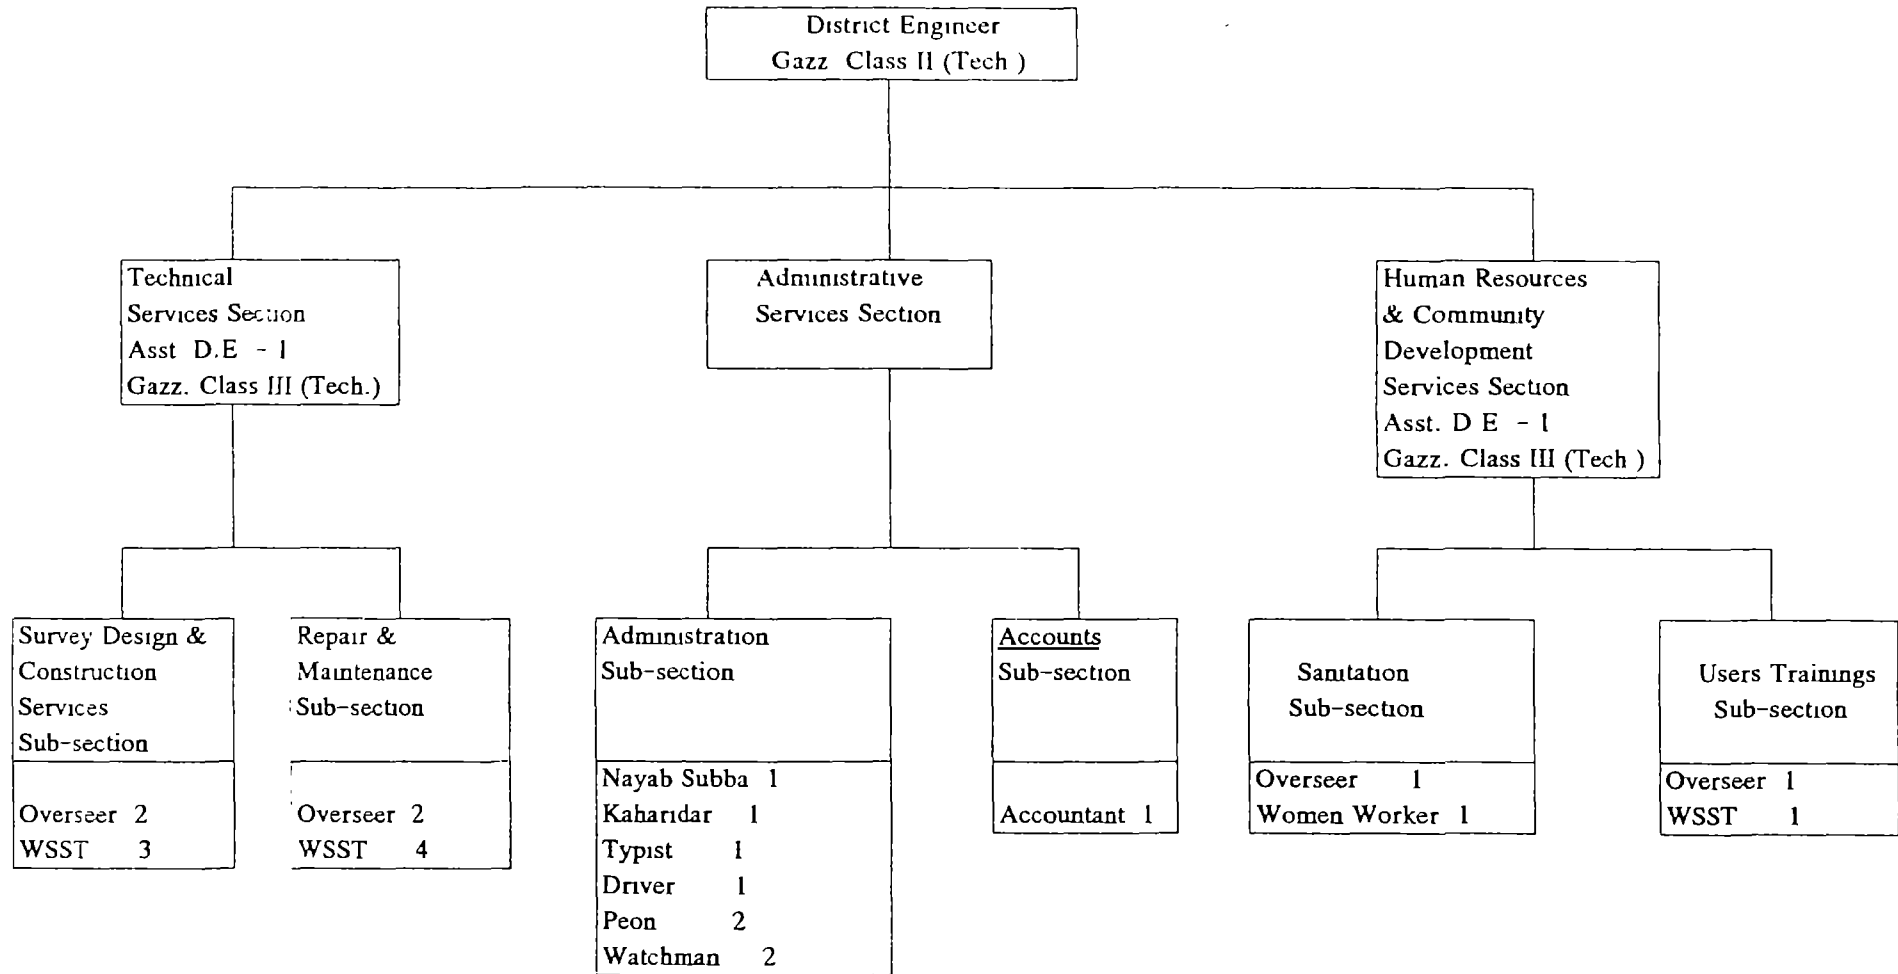 District Engineer
Gazz Class II (Tech )
Technical
Services Section
Asst D.E - 1
Gazz. Class III (Tech.)
Administrative
Services Section
Human Resources
& Community
Development
Services Section
Asst. D E - 1
Gazz. Class III (Tech )
Survey Design &
Construction
Services
Sub-section
Overseer 2
WSST 3
Repair &
Maintenance
Sub-section
Overseer 2
WSST 4
Administration
Sub-section
Nayab Subba 1
Kaharidar 1
Typist 1
Driver 1
Peon 2
Watchman 2
Accounts
Sub-section
Accountant 1
Sanitation
Sub-section
Overseer 1
Women Worker 1
Users Trainings
Sub-section
Overseer 1
WSST 1